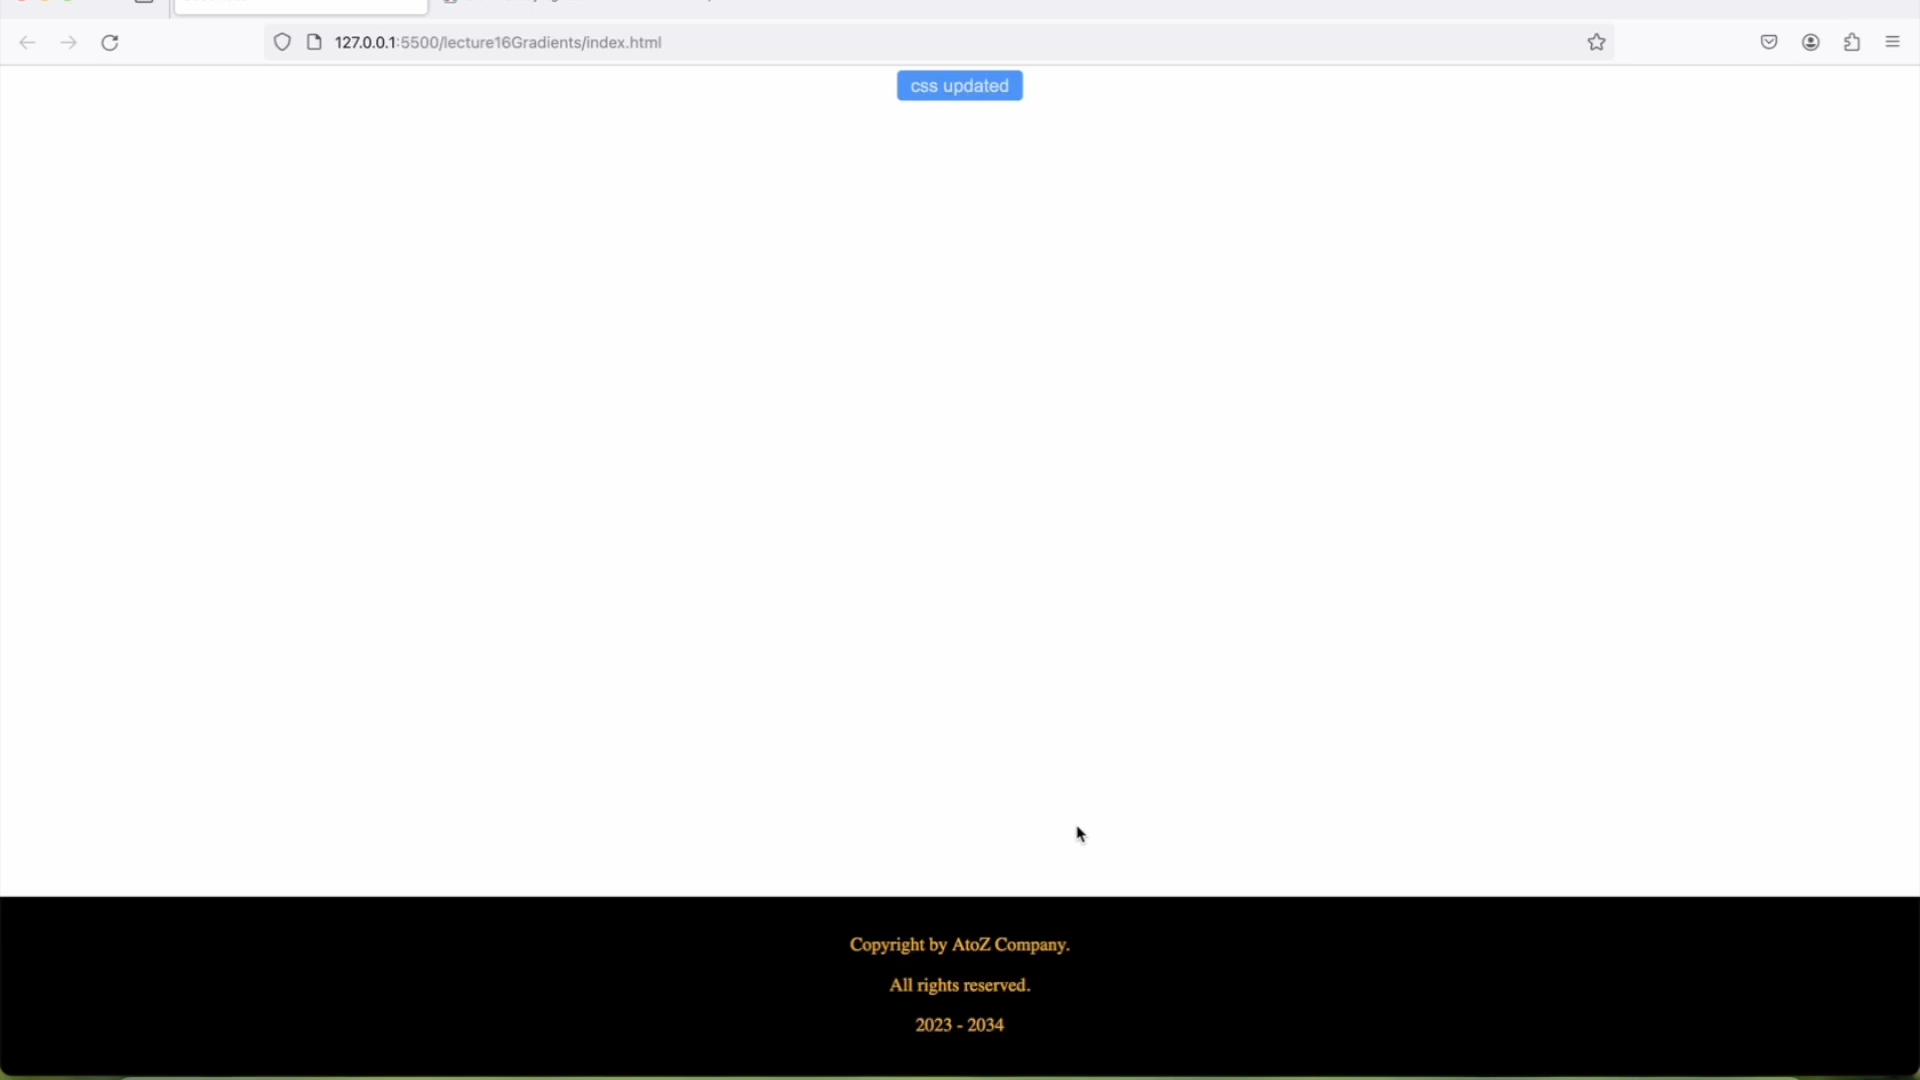 127.0.0.1:5500/lecture16Gradients/index.html
css updated
Copyright by AtoZ Company.
All rights reserved.
2023 - 2034